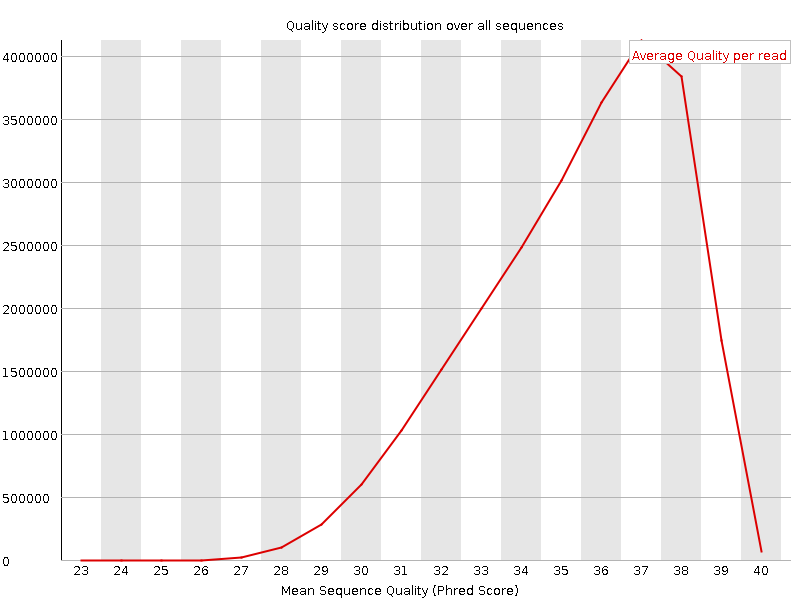 Quality score distribution over all sequences
Average Quality per read
4000000
3500000
3000000
2500000
2000000
1500000
1000000
500000
0
23 24 25 26 27 28 29 30 31 32 33 34 35 36 37 38 39 40
Mean Sequence Quality (Phred Score)